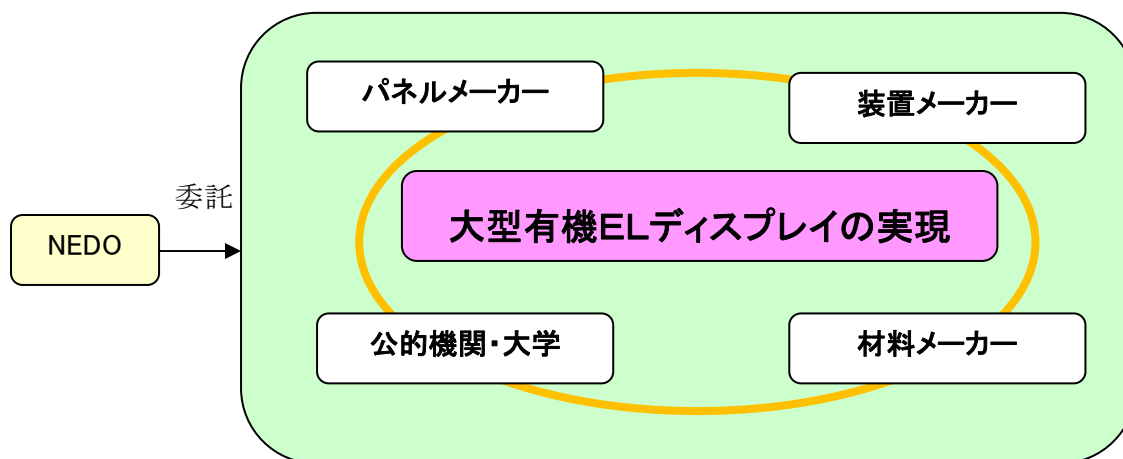 パネルメーカー
装置メーカー
委託
大型有機ELディスプレイの実現
NEDO
公的機関・大学
材料メーカー